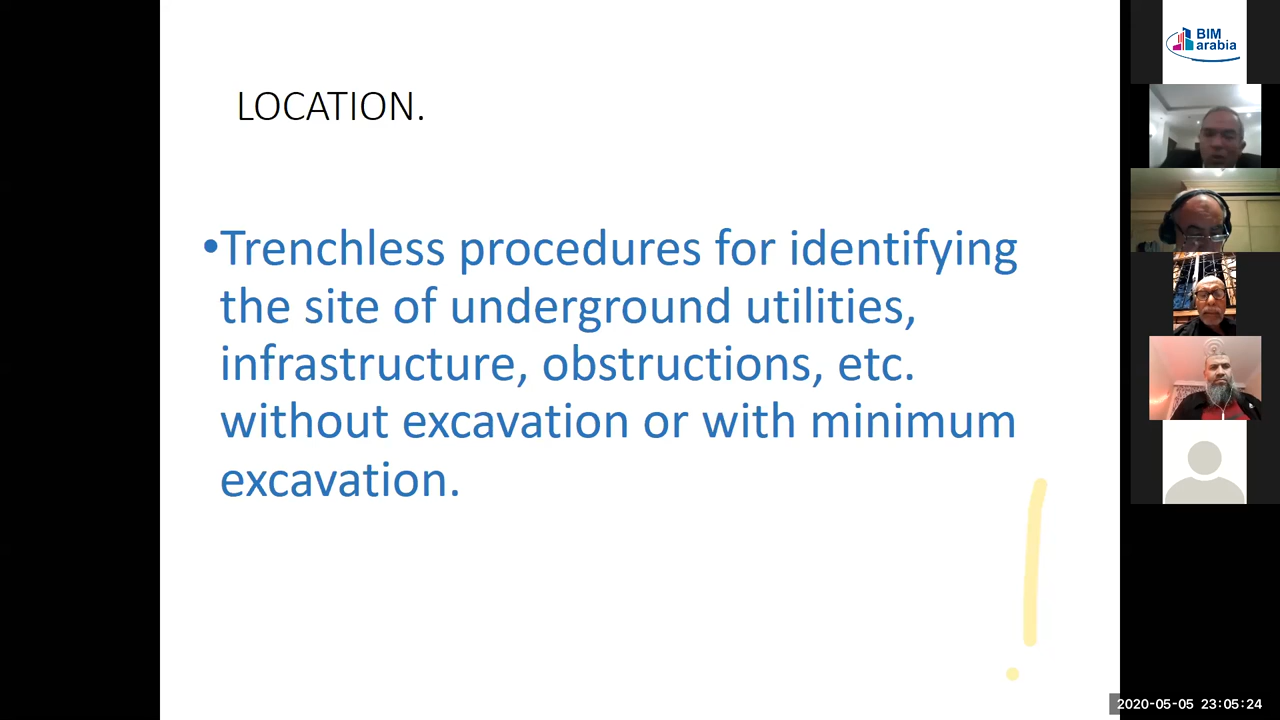 LOCATION.
•Trenchless procedures for identifying
the site of underground utilities,
infrastructure, obstructions, etc.
without excavation or with minimum
excavation.
BIM
arabia
2020-05-05 23:05:24